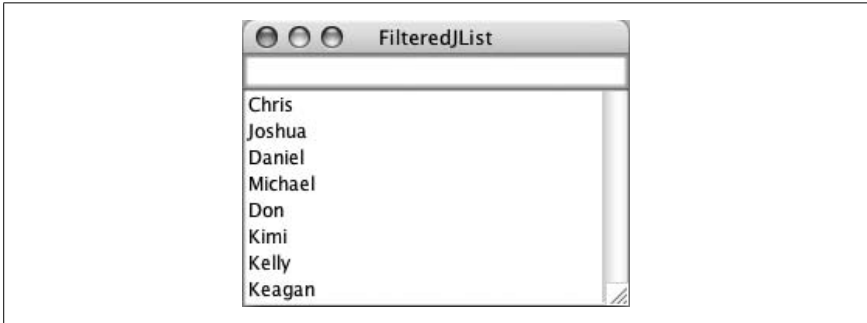 FilteredJList
Chris
Joshua
Daniel
Michael
Don
Kimi
Kelly
Keagan